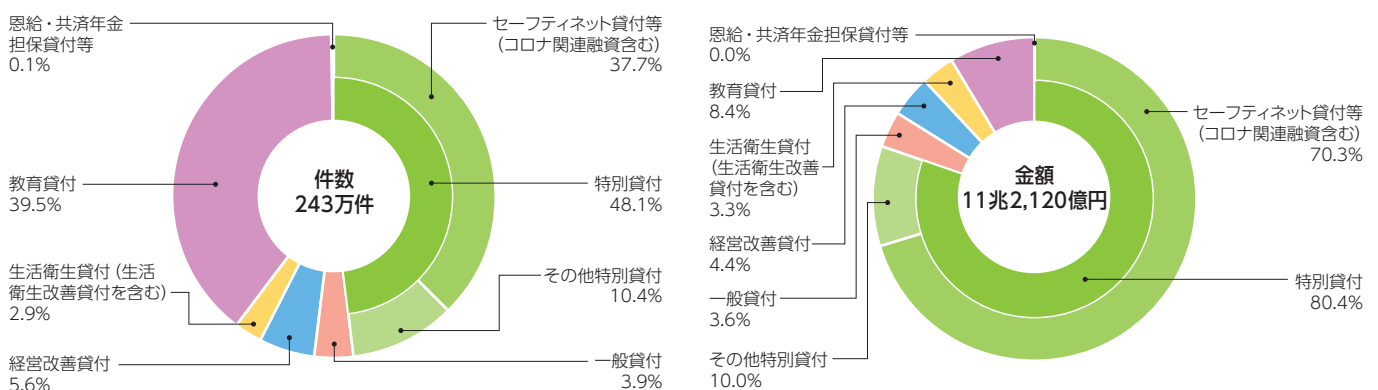 恩給・共済年金
担保貸付等
0.1%
セーフティネット貸付等
(コロナ関連融資含む)
37.7%
教育貸付
39.5%
件数
243万件
特別貸付
48.1%
生活衛生貸付(生活
衛生改善貸付を含む)
2.9%
その他特別貸付
10.4%
経営改善貸付
5.6%
一般貸付
3.9%
恩給・共済年金担保貸付等
0.0%
教育貸付
8.4%
セーフティネット貸付等
(コロナ関連融資含む)
70.3%
生活衛生貸付
(生活衛生改善
貸付を含む)
3.3%
金額
11兆2,120億円
経営改善貸付
4.4%
一般貸付
3.6%
特別貸付
80.4%
その他特別貸付
10.0%